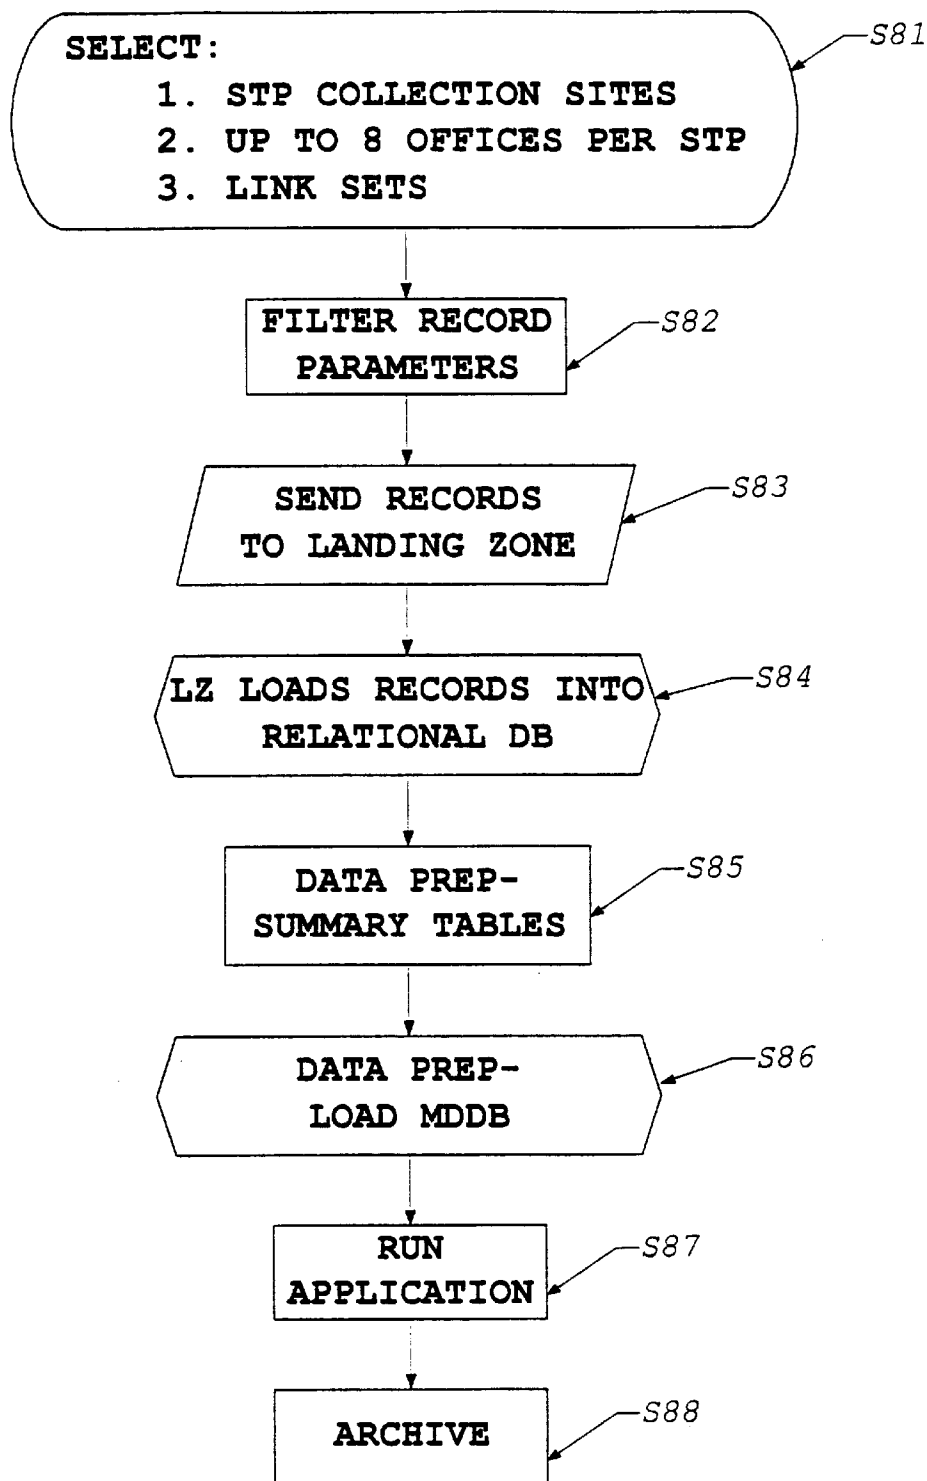 SELECT:
1. STP COLLECTION SITES
2. UP TO 8 OFFICES PER STP
3. LINK SETS
S81
FILTER RECORD
PARAMETERS
S82
SEND RECORDS
TO LANDING ZONE
S83
LZ LOADS RECORDS INTO
RELATIONAL DB
S84
DATA PREP-
SUMMARY TABLES
S85
DATA PREP-
LOAD MDDB
S86
RUN
APPLICATION
S87
ARCHIVE
S88